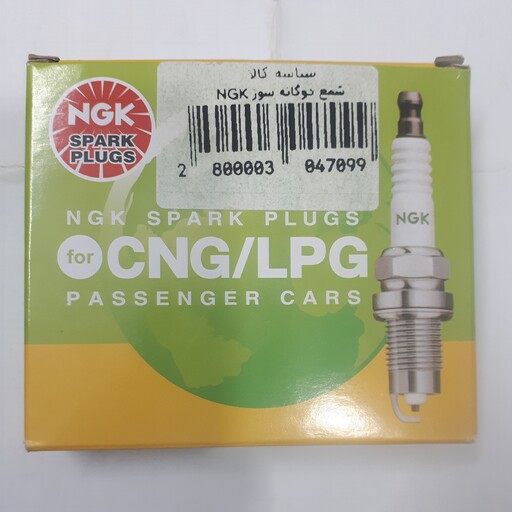 شناسه کالا
شمع دوگانه سوز NGK
2 800003 047099
NGK
SPARK
PLUGS
NGK SPARK PLUGS
for CNG/LPG
PASSENGER CARS
NGK